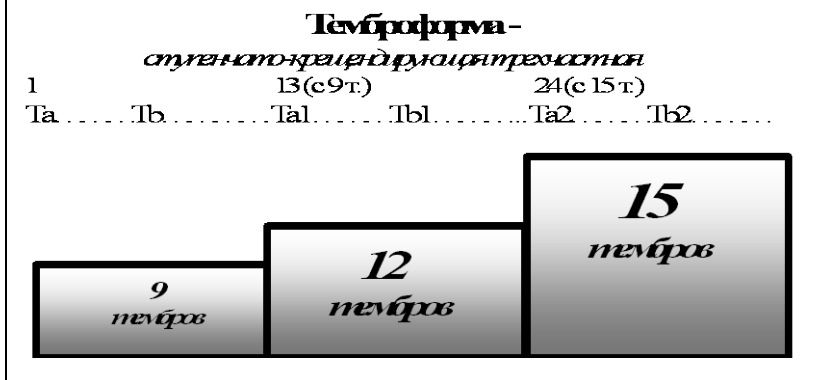 Темброформа -
ступенчато-крещендирующая трехчастная
1 13 (с 9 т.) 24 (с 15 т.)
Ta. . . . . . Tb. . . . . . . . . .Ta1. . . . . . .Tb1. . . . . . . . ...Ta2. . . . . . Tb2. . . . . . .
9
тембров
12
тембров
15
тембров